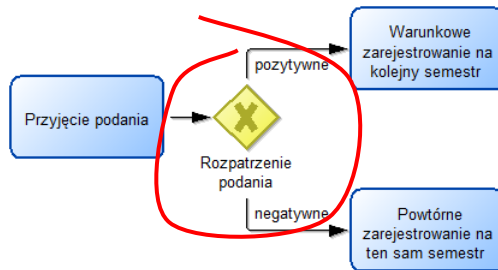 Warunkowe
zarejestrowanie na
kolejny semestr
pozytywne
Przyjęcie podania
Rozpatrzenie
podania
negatywne
Powtórne
zarejestrowanie na
ten sam semestr